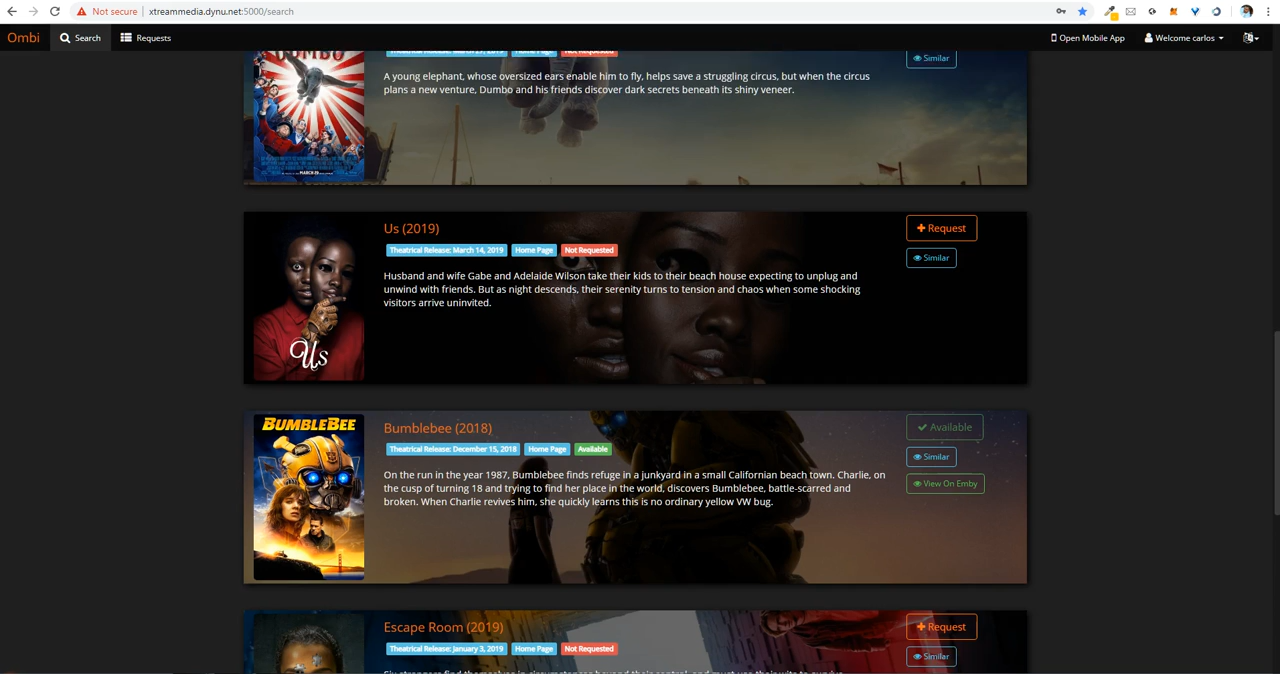 Not secure | xtreammedia.dynu.net:5000/search
Ombi Search Requests Open Mobile App Welcome carlos
Home Page Not Requested
Similar
A young elephant, whose oversized ears enable him to fly, helps save a struggling circus, but when the circus
plans a new venture, Dumbo and his friends discover dark secrets beneath its shiny veneer.
MARCH 29
Us (2019)
Request
Theatrical Release: March 14, 2019 Home Page Not Requested
Similar
Husband and wife Gabe and Adelaide Wilson take their kids to their beach house expecting to unplug and
unwind with friends. But as night descends, their serenity turns to tension and chaos when some shocking
visitors arrive uninvited.
Us
BUMBLEBEE
Bumblebee (2018)
Available
Theatrical Release: December 15, 2018 Home Page Available
Similar
On the run in the year 1987, Bumblebee finds refuge in a junkyard in a small Californian beach town. Charlie, on
the cusp of turning 18 and trying to find her place in the world, discovers Bumblebee, battle-scarred and
broken. When Charlie revives him, she quickly learns this is no ordinary yellow VW bug.
View On Emby
Escape Room (2019)
Request
Theatrical Release: January 3, 2019 Home Page Not Requested
Similar